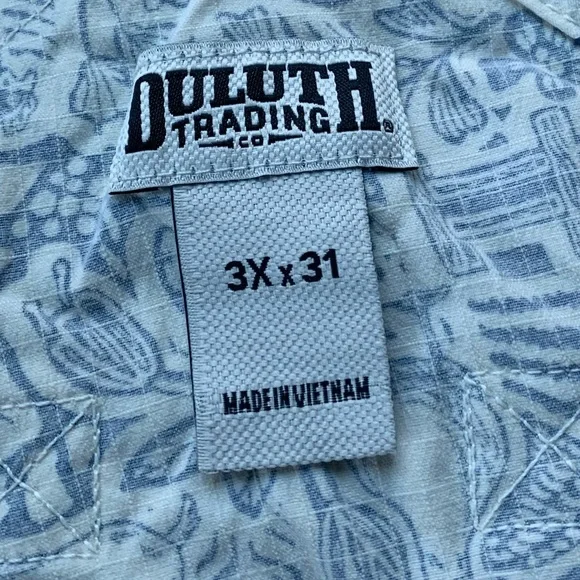 DULUTH
TRADING
CO
®
3X x 31
MADE IN VIETNAM